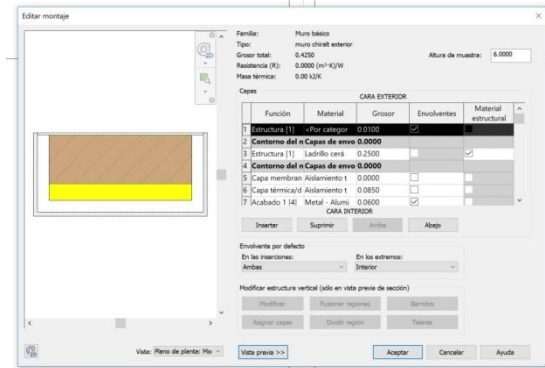 Editar montaje
Familia: Muro básico
Tipo: muro chiralt exterior
Grosor total: 0.4250 Altura de muestra: 6.0000
Resistencia (R): 0.0000 (m²·K)/W
Masa térmica: 0.00 kJ/K
Capas
CARA EXTERIOR
Función Material Grosor Envolventes Material estructural
1 Estructura [1] <Por categor 0.0100
2 Contorno del n Capas de envo 0.0000
3 Estructura [1] Ladrillo cerá 0.2500
4 Contorno del n Capas de envo 0.0000
5 Capa membran Aislamiento t 0.0000
6 Capa térmica/d Aislamiento t 0.0850
7 Acabado 1 [4] Metal - Alumi 0.0600
CARA INTERIOR
Insertar Suprimir Arriba Abajo
Envolvente por defecto
En las inserciones: En los extremos:
Ambas Interior
Modificar estructura vertical (sólo en vista previa de sección)
Modificar Fusionar regiones Barridos
Asignar capas Dividir región Telares
Vista: Plano de planta: Mo
Vista previa >> Aceptar Cancelar Ayuda